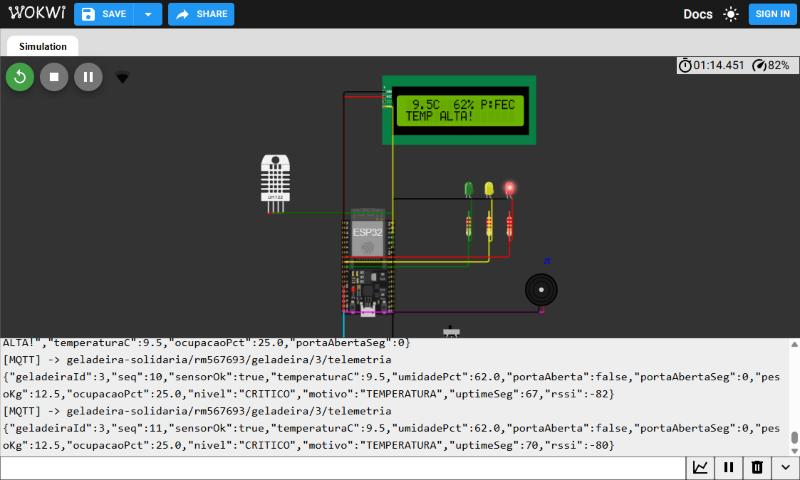 WOKWI
SAVE
SHARE
Docs
SIGN IN
Simulation
01:14.451
82%
9.5C 62% P:FEC
TEMP ALTA!
ESP32
ALTA!","temperaturaC":9.5,"ocupacaoPct":25.0,"portaAbertaSeg":0}
[MQTT] -> geladeira-solidaria/rm567693/geladeira/3/telemetria
{"geladeiraId":3,"seq":10,"sensorOk":true,"temperaturaC":9.5,"umidadePct":62.0,"portaAberta":false,"portaAbertaSeg":0,"pes
oKg":12.5,"ocupacaoPct":25.0,"nivel":"CRITICO","motivo":"TEMPERATURA","uptimeSeg":67,"rssi":-82}
[MQTT] -> geladeira-solidaria/rm567693/geladeira/3/telemetria
{"geladeiraId":3,"seq":11,"sensorOk":true,"temperaturaC":9.5,"umidadePct":62.0,"portaAberta":false,"portaAbertaSeg":0,"pes
oKg":12.5,"ocupacaoPct":25.0,"nivel":"CRITICO","motivo":"TEMPERATURA","uptimeSeg":70,"rssi":-80}